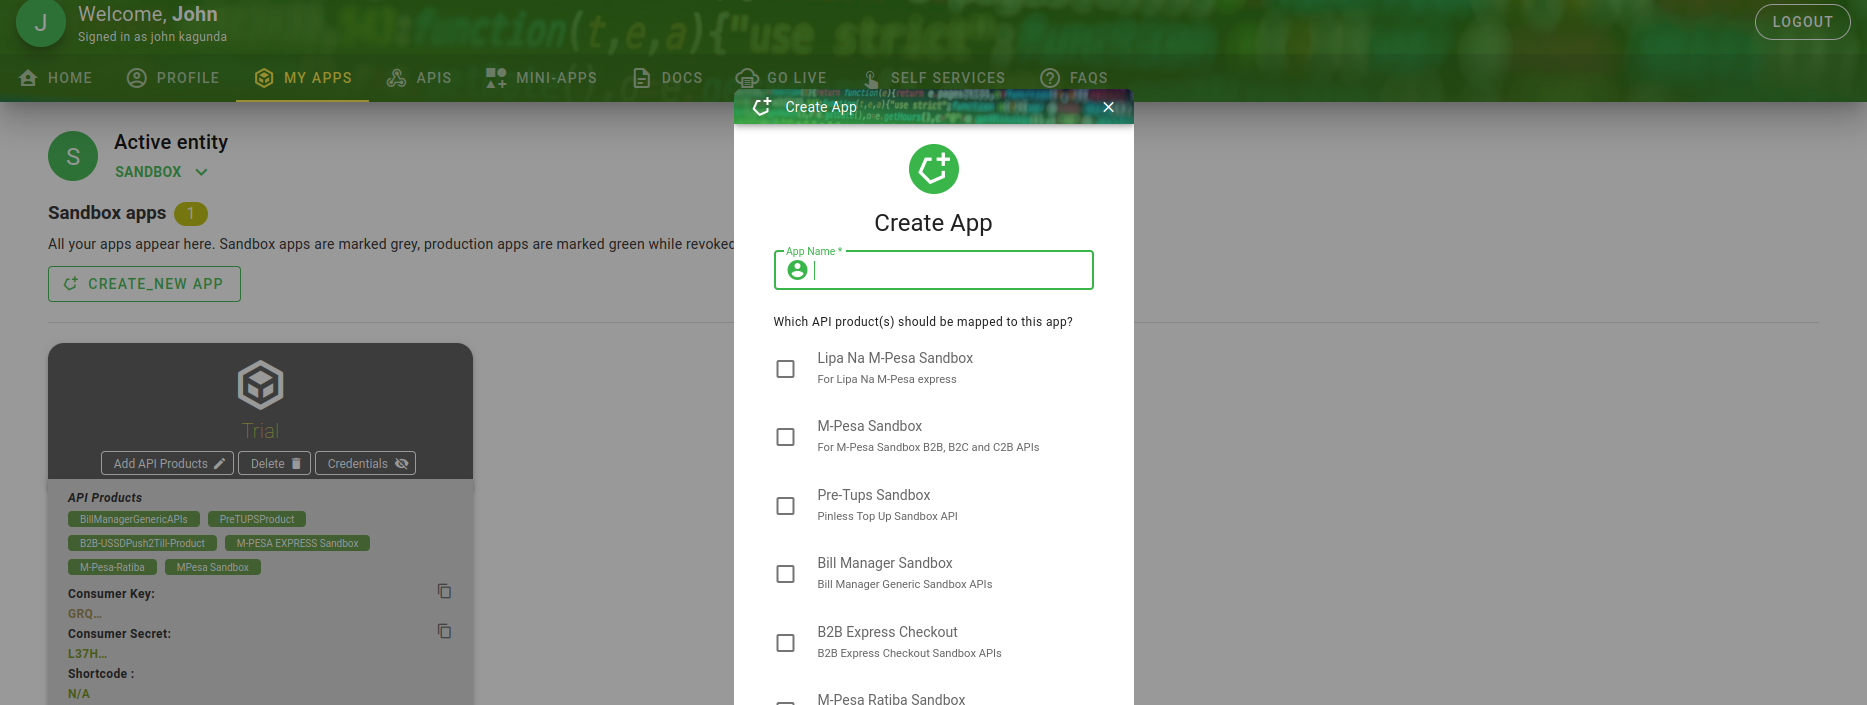 J
Welcome, John
Signed in as john kagunda
LOGOUT
HOME
PROFILE
MY APPS
APIS
MINI-APPS
DOCS
GO LIVE
SELF SERVICES
FAQS
function(t,e,a){"use strict";
S
Active entity
SANDBOX
Sandbox apps 1
All your apps appear here. Sandbox apps are marked grey, production apps are marked green while revoked
CREATE_NEW APP
Trial
Add API Products
Delete
Credentials
API Products
BillManagerGenericAPIs
PreTUPSProduct
B2B-USSDPush2Till-Product
M-PESA EXPRESS Sandbox
M-Pesa-Ratiba
MPesa Sandbox
Consumer Key:
GRQ...
Consumer Secret:
L37H...
Shortcode :
N/A
Create App
Create App
App Name *
Which API product(s) should be mapped to this app?
Lipa Na M-Pesa Sandbox
For Lipa Na M-Pesa express
M-Pesa Sandbox
For M-Pesa Sandbox B2B, B2C and C2B APIs
Pre-Tups Sandbox
Pinless Top Up Sandbox API
Bill Manager Sandbox
Bill Manager Generic Sandbox APIs
B2B Express Checkout
B2B Express Checkout Sandbox APIs
M-Pesa Ratiba Sandbox